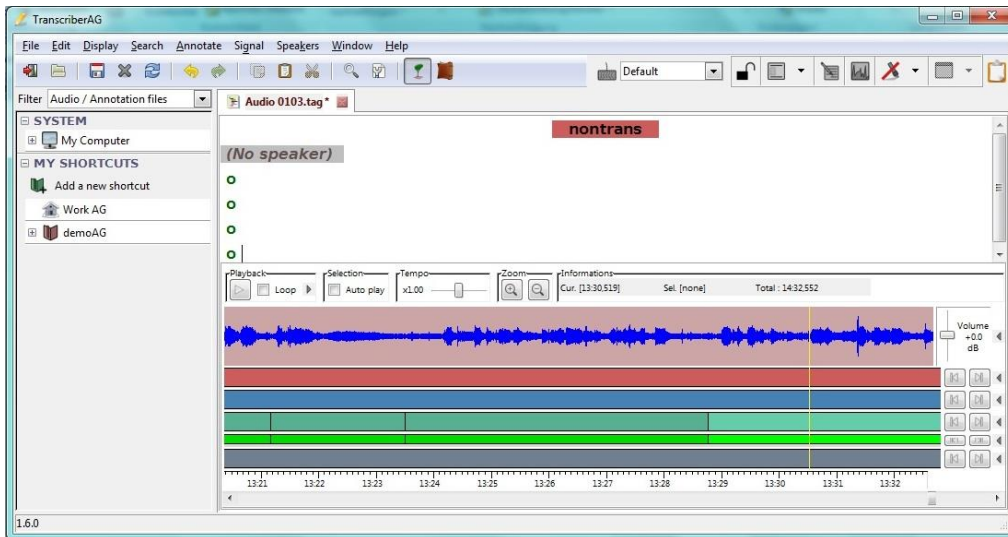 TranscriberAG
File Edit Display Search Annotate Signal Speakers Window Help
Default
Filter Audio / Annotation files
Audio 0103.tag*
SYSTEM
My Computer
MY SHORTCUTS
Add a new shortcut
Work AG
demoAG
nontrans
(No speaker)
Playback Selection Tempo Zoom Informations
Loop Auto play x1.00 Cur. [13:30,519] Sel. [none] Total : 14:32,552
Volume
+0.0
dB
13:21 13:22 13:23 13:24 13:25 13:26 13:27 13:28 13:29 13:30 13:31 13:32
1.6.0